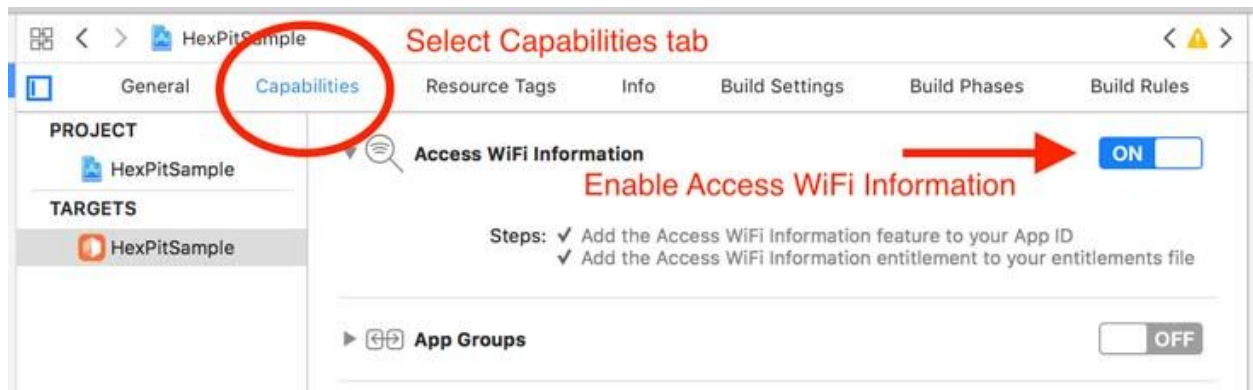 HexPitSample Select Capabilities tab
General Capabilities Resource Tags Info Build Settings Build Phases Build Rules
PROJECT
HexPitSample
TARGETS
HexPitSample
Access WiFi Information ON
Enable Access WiFi Information
Steps: ✓ Add the Access WiFi Information feature to your App ID
✓ Add the Access WiFi Information entitlement to your entitlements file
App Groups OFF